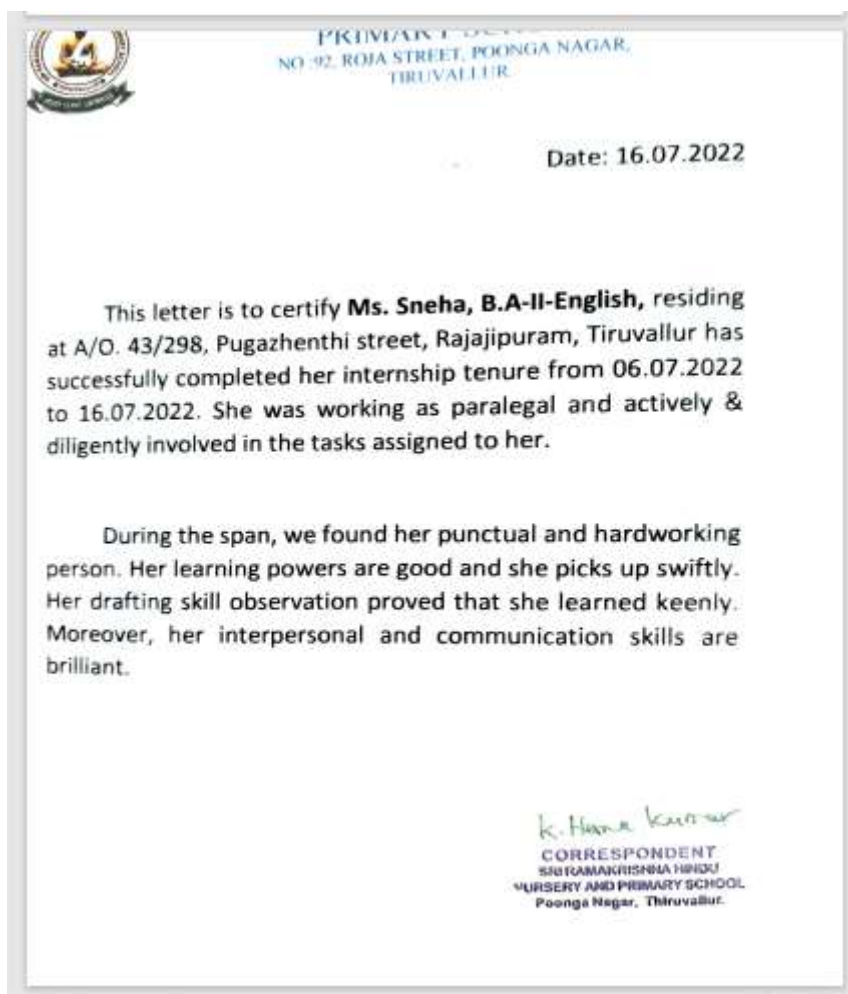 PRIMARY
NO :92, ROJA STREET, POONGA NAGAR,
TIRUVALLUR
Date: 16.07.2022
This letter is to certify Ms. Sneha, B.A-II-English, residing
at A/O. 43/298, Pugazhenthi street, Rajajipuram, Tiruvallur has
successfully completed her internship tenure from 06.07.2022
to 16.07.2022. She was working as paralegal and actively &
diligently involved in the tasks assigned to her.
During the span, we found her punctual and hardworking
person. Her learning powers are good and she picks up swiftly.
Her drafting skill observation proved that she learned keenly.
Moreover, her interpersonal and communication skills are
brilliant.
K. Kumar
CORRESPONDENT
SRI RAMAKRISHNA HINDU
NURSERY AND PRIMARY SCHOOL
Poonga Nagar, Thiruvallur.